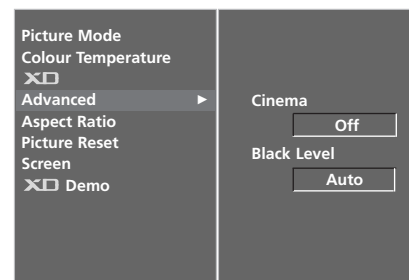 Picture Mode
Colour Temperature
XD
Advanced ►
Aspect Ratio
Picture Reset
Screen
XD Demo
Cinema
Off
Black Level
Auto